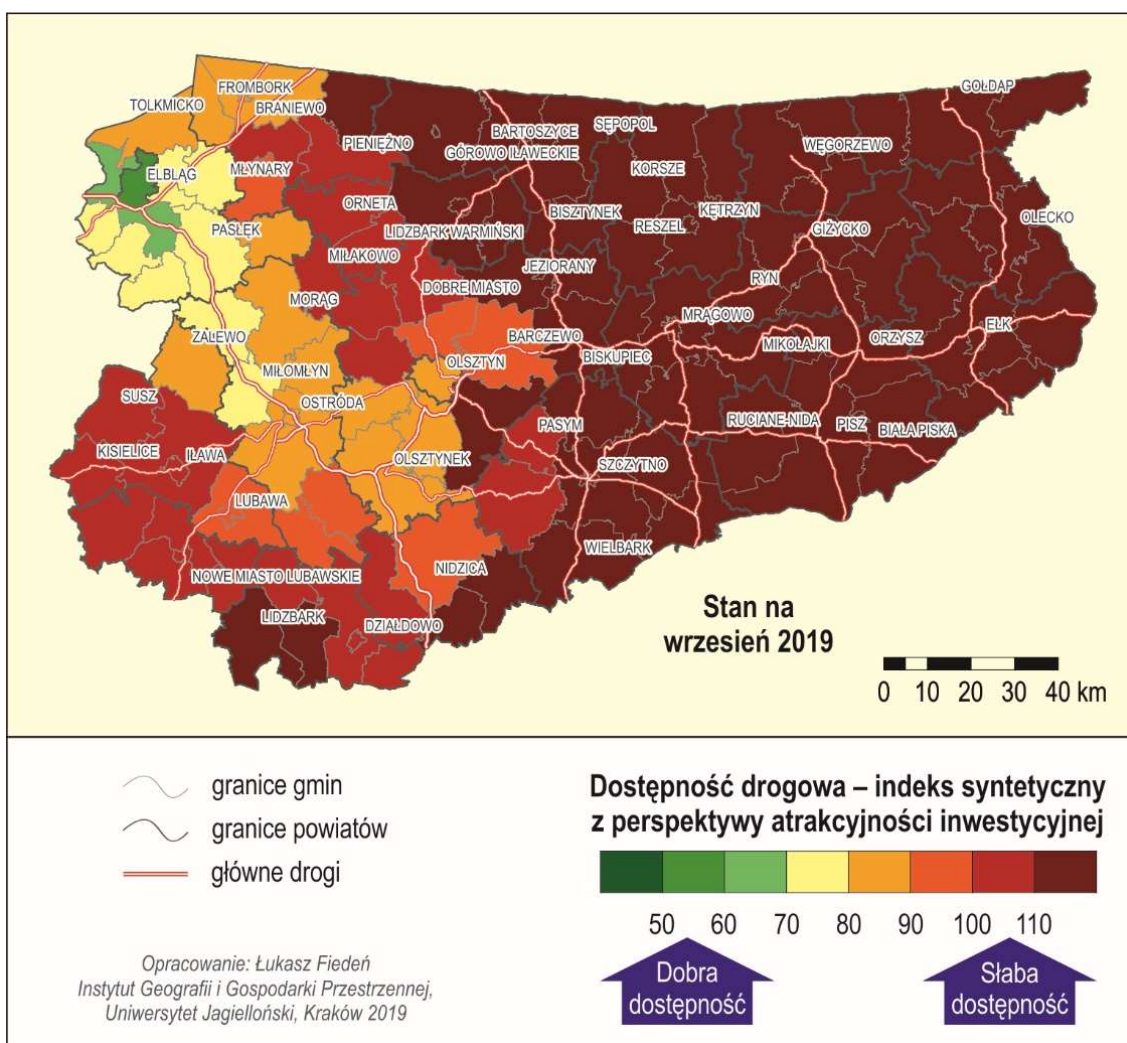 FROMBORK
TOLKMICKO
BRANIEWO
GOŁDAP
PIENIĘŻNO
BARTOSZYCE
SĘPOPOL
GÓROWO IŁAWECKIE
WĘGORZEWO
ELBLĄG
MŁYNARY
KORSZE
ORNETA
BISZTYNEK
KĘTRZYN
RESZEL
OLECKO
PASŁĘK
LIDZBARK WARMIŃSKI
GIŻYCKO
MIŁAKOWO
JEZIORANY
RYN
MORĄG
DOBRE MIASTO
MRĄGOWO
ZALEWO
BARCZEWO
EŁK
ORZYSZ
MIKOŁAJKI
BISKUPIEC
OLSZTYN
MIŁOMŁYN
SUSZ
OSTRÓDA
RUCIANE-NIDA
PASYM
PISZ
BIAŁAPISKA
KISIELICE
IŁAWA
OLSZTYNEK
SZCZYTNO
LUBAWA
WIELBARK
NIDZICA
NOWE MIASTO LUBAWSKIE
LIDZBARK
DZIAŁDOWO
Stan na
wrzesień 2019
0 10 20 30 40 km
granice gmin
granice powiatów
główne drogi
Opracowanie: Łukasz Fiedeń
Instytut Geografii i Gospodarki Przestrzennej,
Uniwersytet Jagielloński, Kraków 2019
Dostępność drogowa – indeks syntetyczny
z perspektywy atrakcyjności inwestycyjnej
50 60 70 80 90 100 110
Dobra
dostępność
Słaba
dostępność